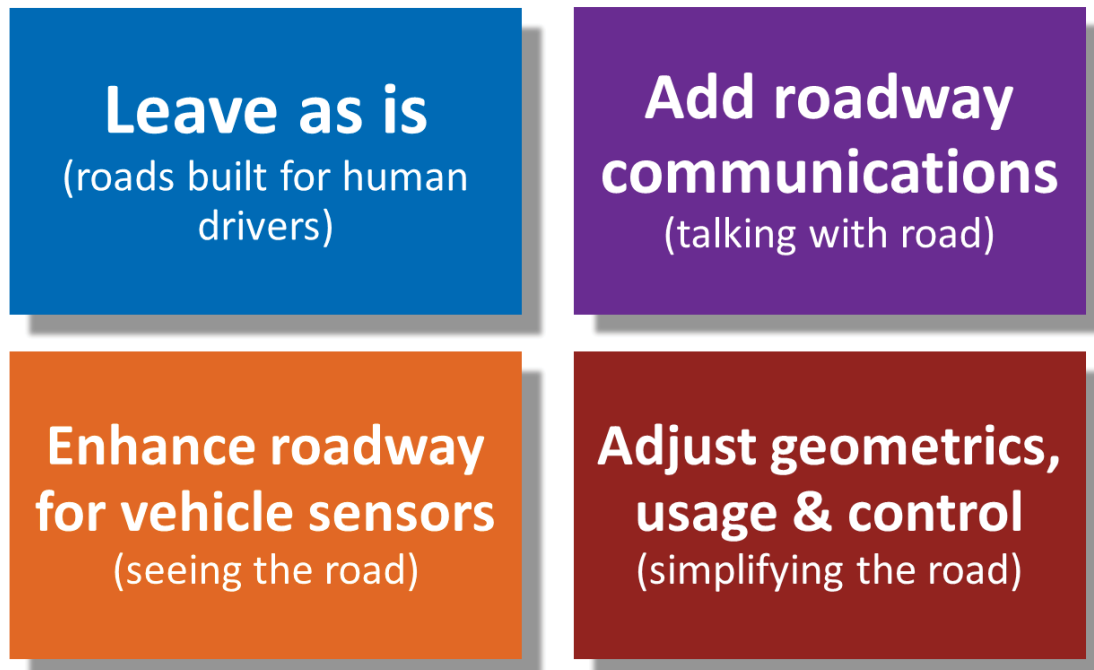 Leave as is
(roads built for human
drivers)
Add roadway
communications
(talking with road)
Enhance roadway
for vehicle sensors
(seeing the road)
Adjust geometrics,
usage & control
(simplifying the road)